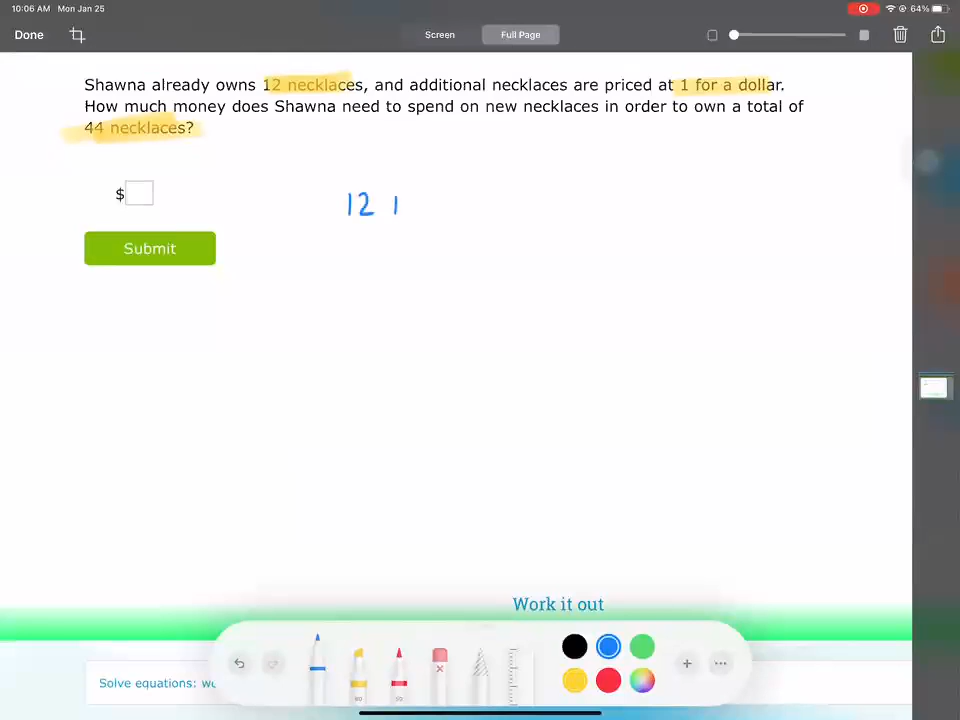 10:06 AM Mon Jan 25
64%
Done
Screen
Full Page
Shawna already owns 12 necklaces, and additional necklaces are priced at 1 for a dollar.
How much money does Shawna need to spend on new necklaces in order to own a total of
44 necklaces?
$
12 1
Submit
Work it out
Solve equations: wo